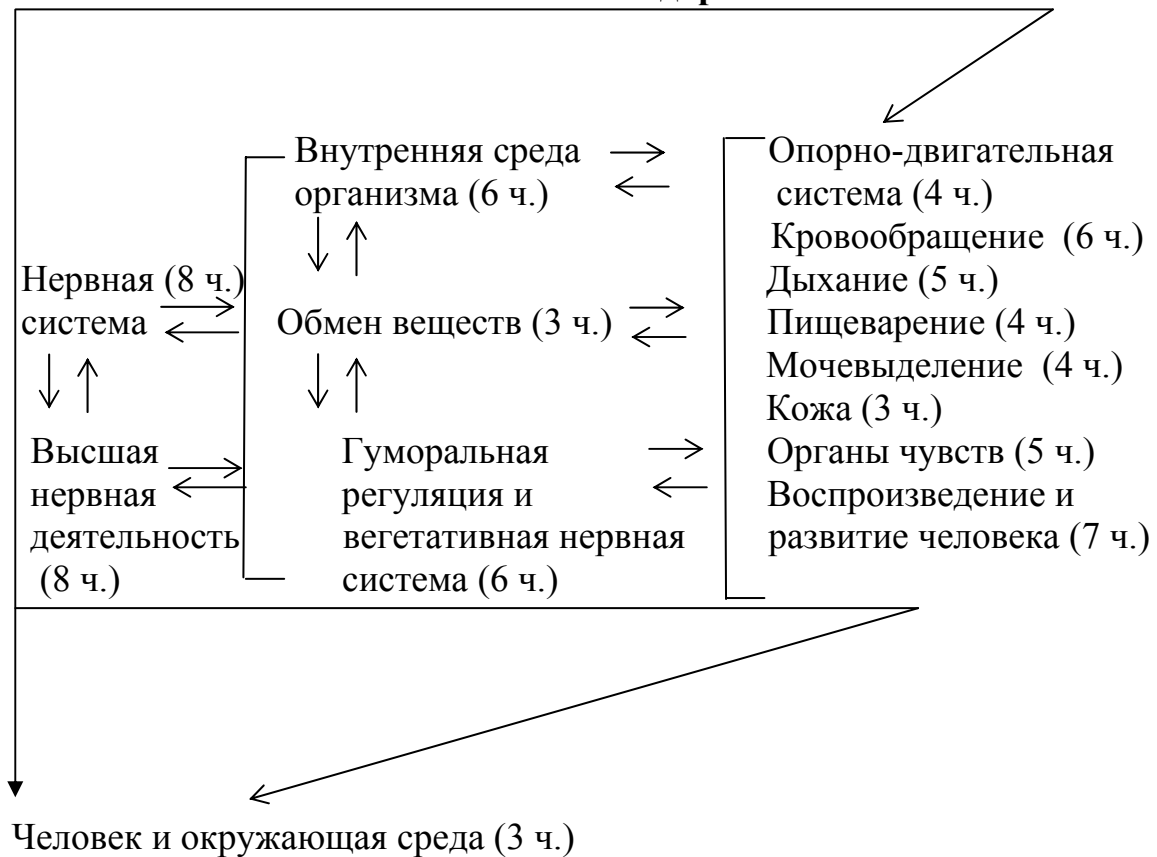 Нервная (8 ч.)
система
Высшая
нервная
деятельность
(8 ч.)
Внутренняя среда
организма (6 ч.)
Обмен веществ (3 ч.)
Гуморальная
регуляция и
вегетативная нервная
система (6 ч.)
Опорно-двигательная
система (4 ч.)
Кровообращение (6 ч.)
Дыхание (5 ч.)
Пищеварение (4 ч.)
Мочевыделение (4 ч.)
Кожа (3 ч.)
Органы чувств (5 ч.)
Воспроизведение и
развитие человека (7 ч.)
Человек и окружающая среда (3 ч.)